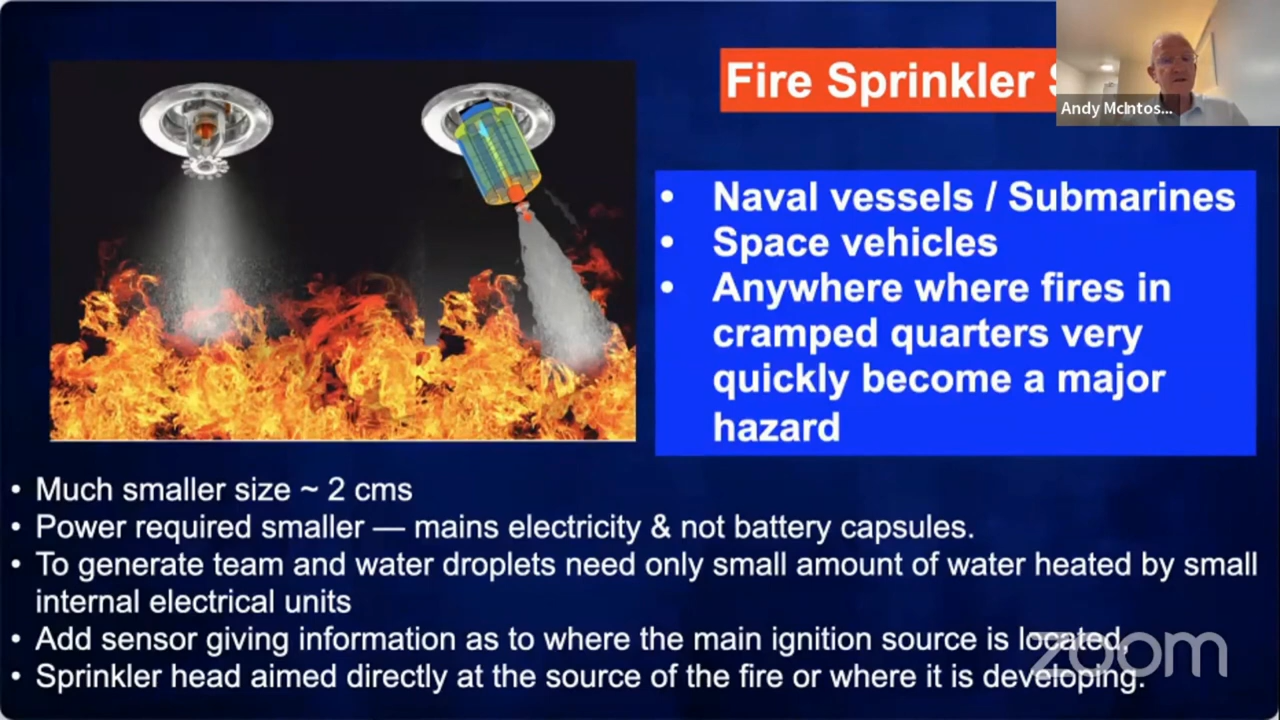 Fire Sprinkler S
Andy McIntos...
• Naval vessels / Submarines
• Space vehicles
• Anywhere where fires in
cramped quarters very
quickly become a major
hazard
• Much smaller size ~ 2 cms
• Power required smaller — mains electricity & not battery capsules.
• To generate team and water droplets need only small amount of water heated by small
internal electrical units
• Add sensor giving information as to where the main ignition source is located,
• Sprinkler head aimed directly at the source of the fire or where it is developing.
zoom